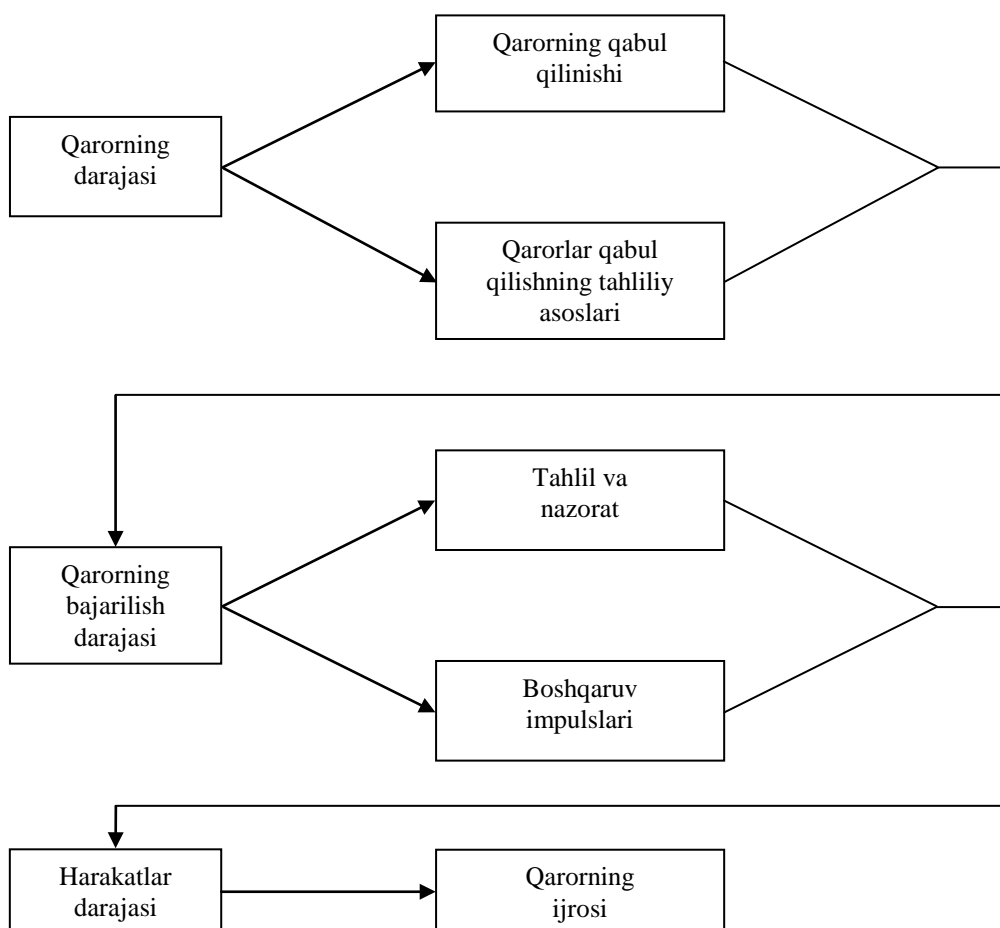 Qarorning qabul
qilinishi
Qarorning
darajasi
Qarorlar qabul
qilishning tahliliy
asoslari
Tahlil va
nazorat
Qarorning
bajarilish
darajasi
Boshqaruv
impulslari
Harakatlar
darajasi
Qarorning
ijrosi